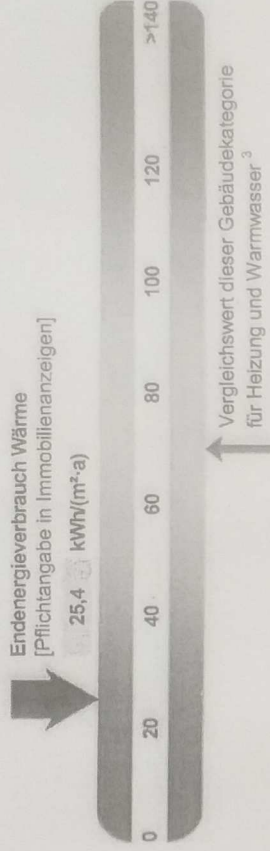 Endenergieverbrauch Wärme
[Pflichtangabe in Immobilienanzeigen]
25,4 kWh/(m²·a)
0 20 40 60 80 100 120 >140
Vergleichswert dieser Gebäudekategorie
für Heizung und Warmwasser ³